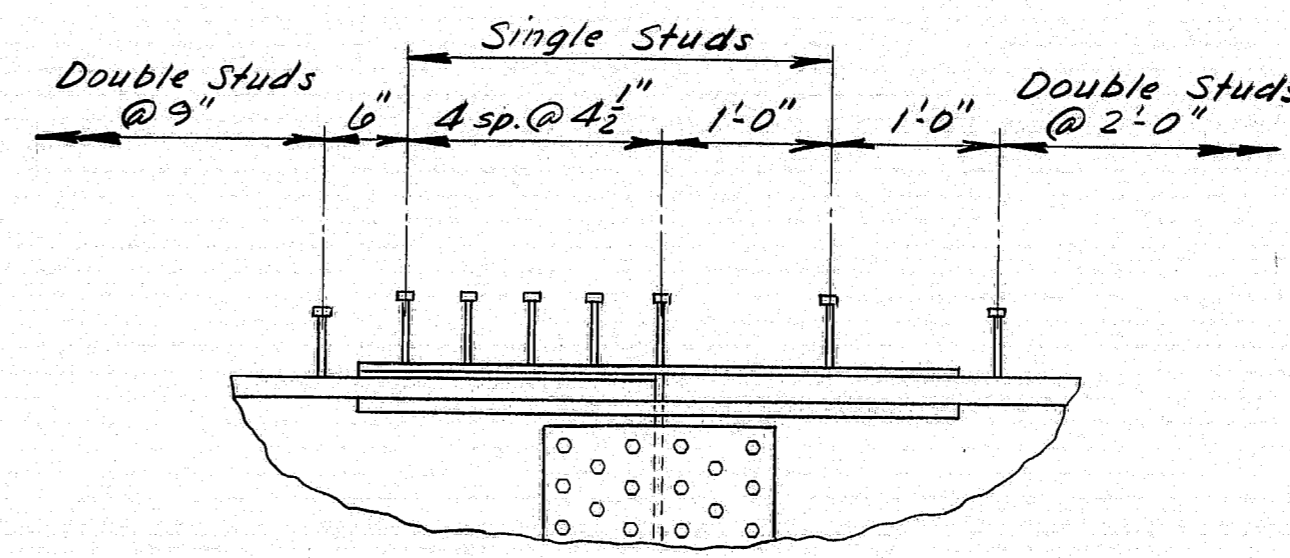 Single Studs
Double Studs
@ 9"
6"
4 sp. @ 4½"
1'-0"
1'-0"
Double Studs
@ 2'-0"